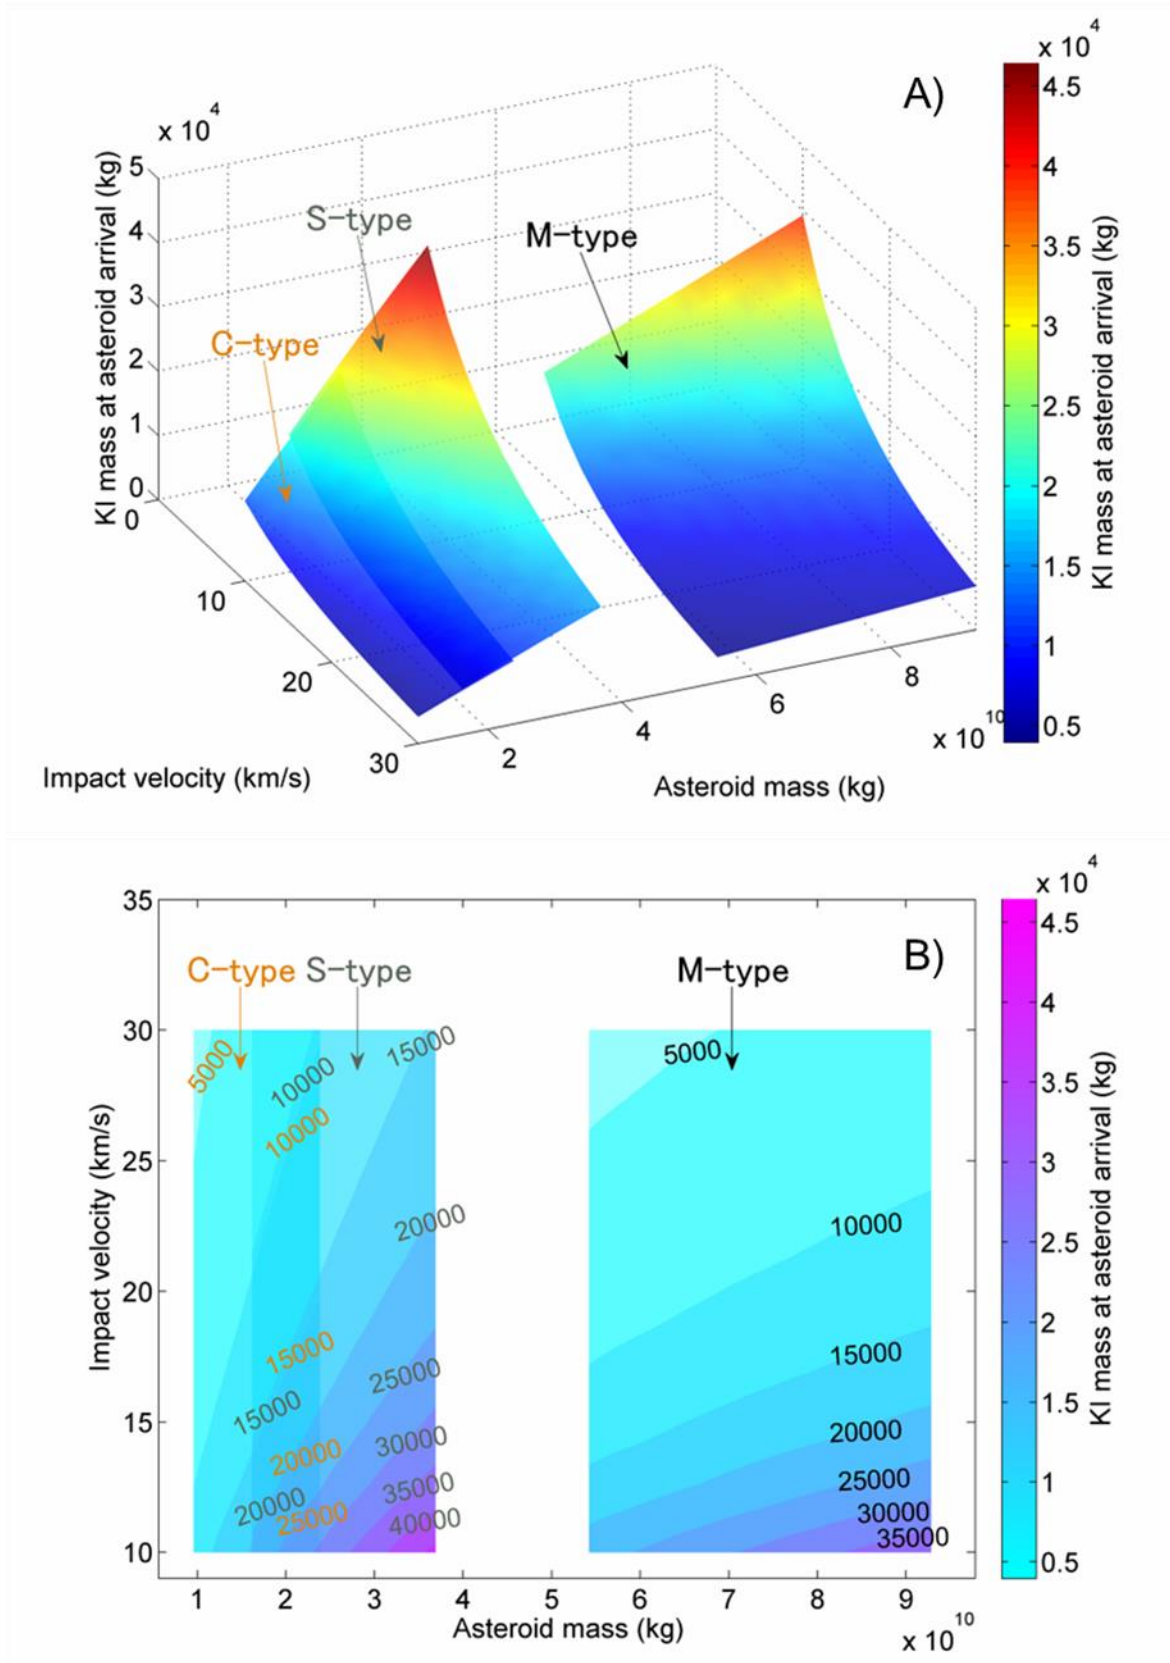 A)
x 10 4
x 10 4
KI mass at asteroid arrival (kg)
5
4
3
2
1
0
S-type
M-type
C-type
0
10
20
30
2
4
6
8
x 10 10
Impact velocity (km/s)
Asteroid mass (kg)
4.5
4
3.5
3
2.5
2
1.5
1
0.5
KI mass at asteroid arrival (kg)
B)
x 10 4
35
30
25
20
15
10
Impact velocity (km/s)
C-type S-type
M-type
5000
10000
15000
10000
20000
15000
25000
15000
20000
30000
35000
20000
25000
40000
5000
10000
15000
20000
25000
30000
35000
1 2 3 4 5 6 7 8 9
Asteroid mass (kg)
x 10 10
4.5
4
3.5
3
2.5
2
1.5
1
0.5
KI mass at asteroid arrival (kg)